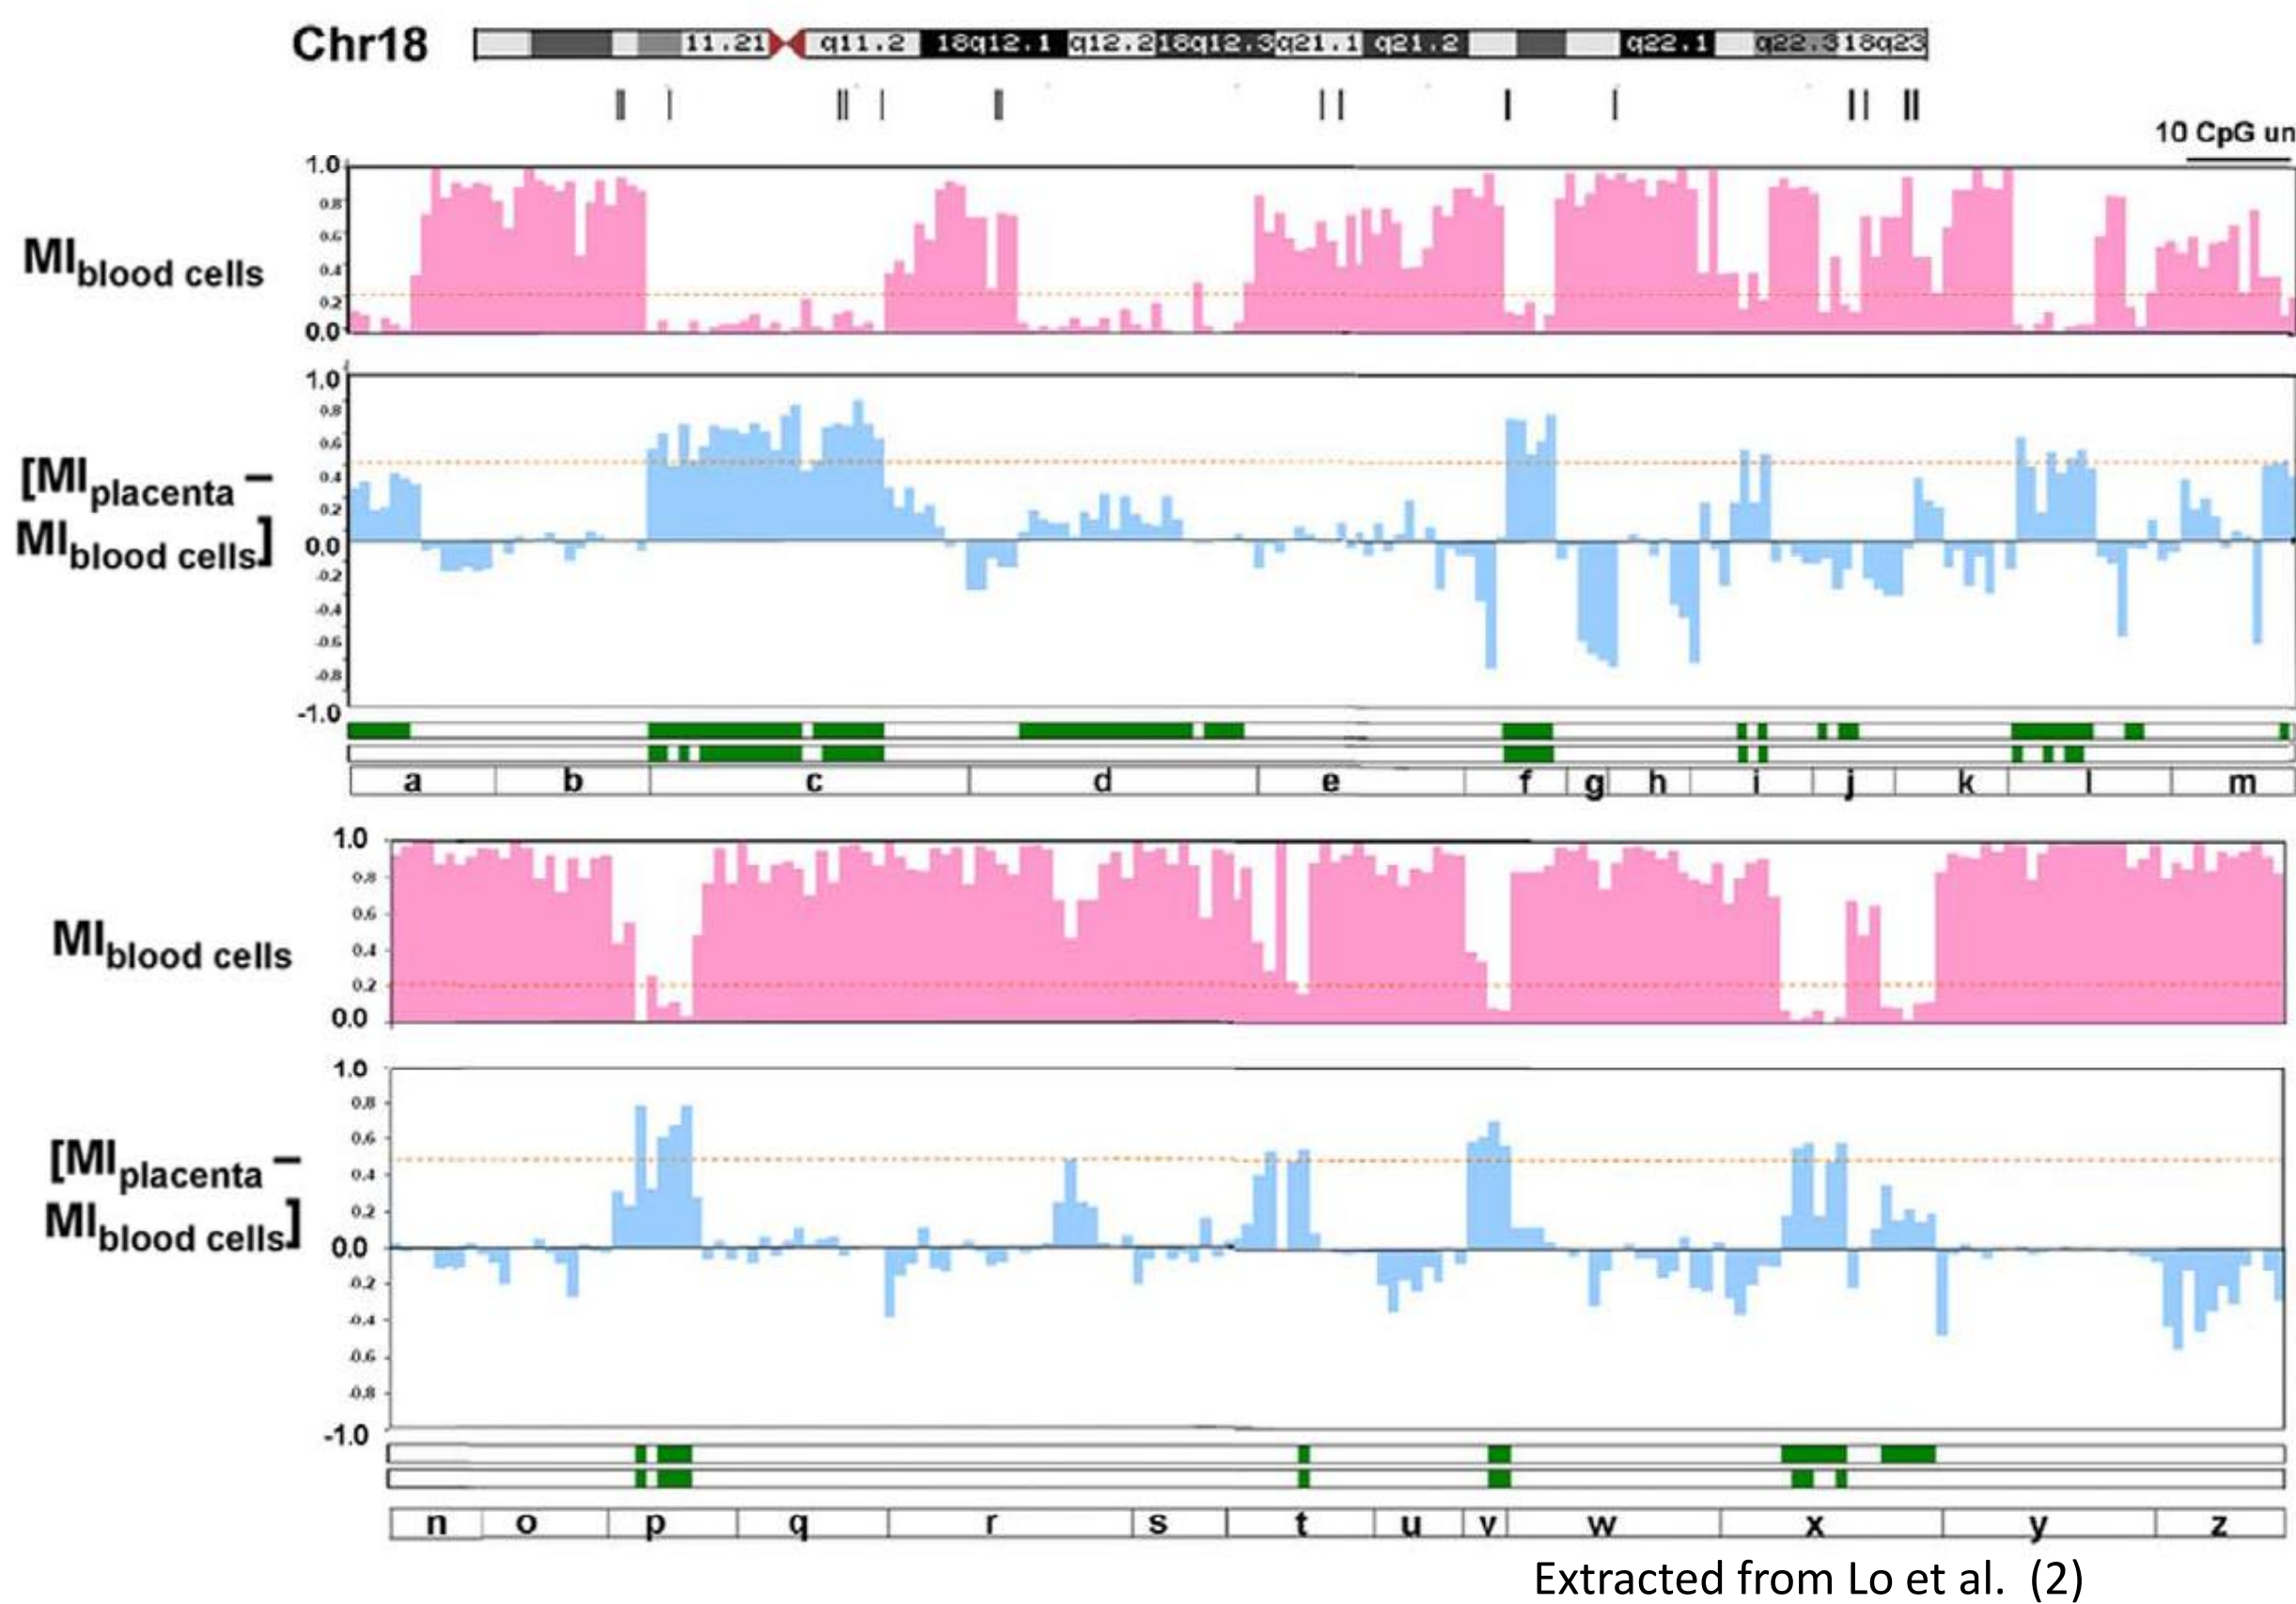 Chr18
11.21 q11.2 18q12.1 q12.2 18q12.3 q21.1 q21.2 q22.1 q22.3 18q23
10 CpG un
1.0
0.8
0.6
0.4
0.2
0.0
MIblood cells
1.0
0.8
0.6
0.4
0.2
0.0
-0.2
-0.4
-0.6
-0.8
-1.0
[MIplacenta –
MIblood cells]
a b c d e f g h i j k l m
1.0
0.8
0.6
0.4
0.2
0.0
MIblood cells
1.0
0.8
0.6
0.4
0.2
0.0
-0.2
-0.4
-0.6
-0.8
-1.0
[MIplacenta –
MIblood cells]
n o p q r s t u v w x y z
Extracted from Lo et al. (2)